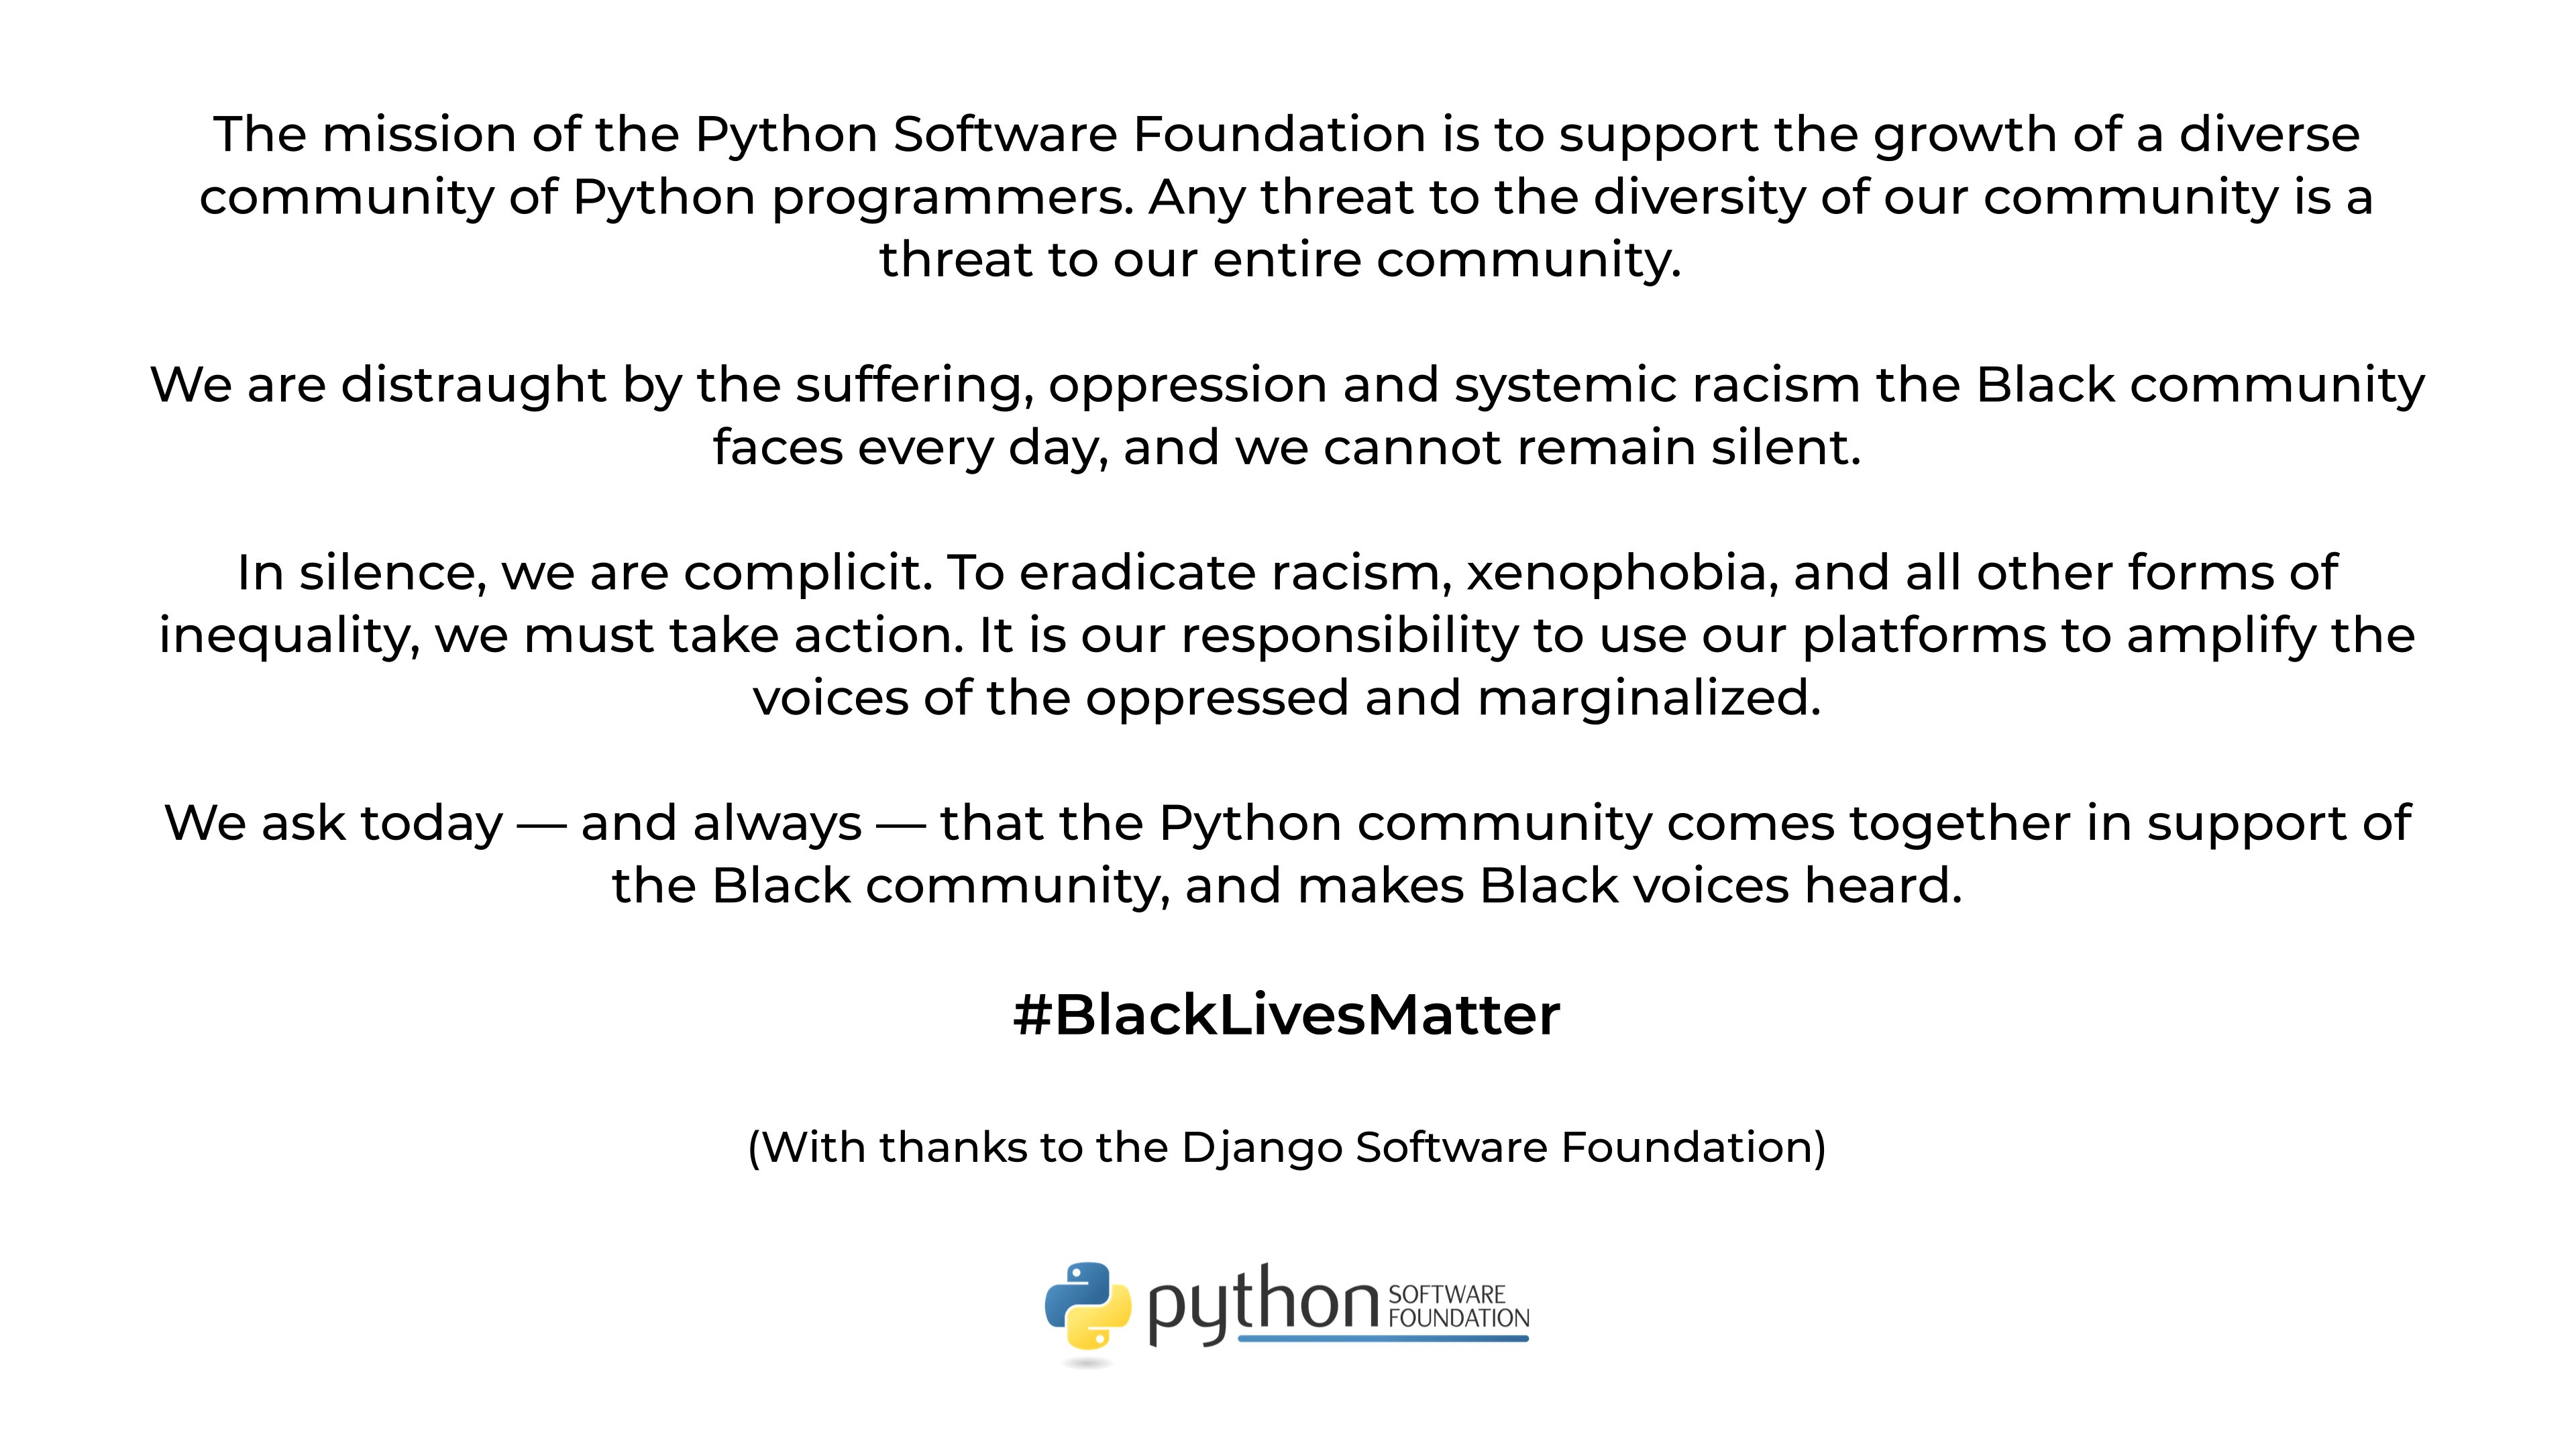 The mission of the Python Software Foundation is to support the growth of a diverse
community of Python programmers. Any threat to the diversity of our community is a
threat to our entire community.
We are distraught by the suffering, oppression and systemic racism the Black community
faces every day, and we cannot remain silent.
In silence, we are complicit. To eradicate racism, xenophobia, and all other forms of
inequality, we must take action. It is our responsibility to use our platforms to amplify the
voices of the oppressed and marginalized.
We ask today — and always — that the Python community comes together in support of
the Black community, and makes Black voices heard.
#BlackLivesMatter
(With thanks to the Django Software Foundation)
python SOFTWARE
FOUNDATION